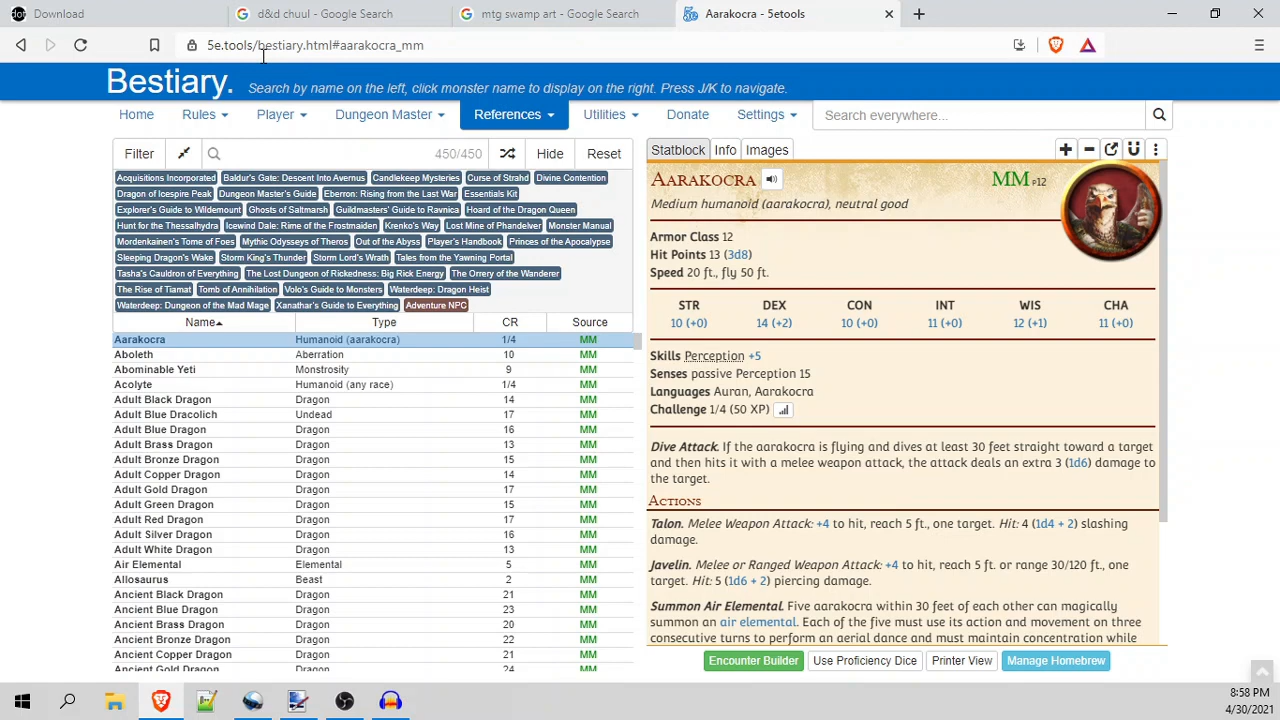 Download
d&d chuul - Google Search
mtg swamp art - Google Search
Aarakocra - 5etools
5e.tools/bestiary.html#aarakocra_mm
Bestiary. Search by name on the left, click monster name to display on the right. Press J/K to navigate.
Home Rules Player Dungeon Master References Utilities Donate Settings Search everywhere...
Filter 450/450 Hide Reset
Acquisitions Incorporated Baldur's Gate: Descent Into Avernus Candlekeep Mysteries Curse of Strahd Divine Contention
Dragon of Icespire Peak Dungeon Master's Guide Eberron: Rising from the Last War Essentials Kit
Explorer's Guide to Wildemount Ghosts of Saltmarsh Guildmasters' Guide to Ravnica Hoard of the Dragon Queen
Hunt for the Thessalhydra Icewind Dale: Rime of the Frostmaiden Krenko's Way Lost Mine of Phandelver Monster Manual
Mordenkainen's Tome of Foes Mythic Odysseys of Theros Out of the Abyss Player's Handbook Princes of the Apocalypse
Sleeping Dragon's Wake Storm King's Thunder Storm Lord's Wrath Tales from the Yawning Portal
Tasha's Cauldron of Everything The Lost Dungeon of Rickedness: Big Rick Energy The Orrery of the Wanderer
The Rise of Tiamat Tomb of Annihilation Volo's Guide to Monsters Waterdeep: Dragon Heist
Waterdeep: Dungeon of the Mad Mage Xanathar's Guide to Everything Adventure NPC
Name Type CR Source
Aarakocra Humanoid (aarakocra) 1/4 MM
Aboleth Aberration 10 MM
Abominable Yeti Monstrosity 9 MM
Acolyte Humanoid (any race) 1/4 MM
Adult Black Dragon Dragon 14 MM
Adult Blue Dracolich Undead 17 MM
Adult Blue Dragon Dragon 16 MM
Adult Brass Dragon Dragon 13 MM
Adult Bronze Dragon Dragon 15 MM
Adult Copper Dragon Dragon 14 MM
Adult Gold Dragon Dragon 17 MM
Adult Green Dragon Dragon 15 MM
Adult Red Dragon Dragon 17 MM
Adult Silver Dragon Dragon 16 MM
Adult White Dragon Dragon 13 MM
Air Elemental Elemental 5 MM
Allosaurus Beast 2 MM
Ancient Black Dragon Dragon 21 MM
Ancient Blue Dragon Dragon 23 MM
Ancient Brass Dragon Dragon 20 MM
Ancient Bronze Dragon Dragon 22 MM
Ancient Copper Dragon Dragon 21 MM
Ancient Gold Dragon Dragon 24 MM
Statblock Info Images
Aarakocra MM p12
Medium humanoid (aarakocra), neutral good
Armor Class 12
Hit Points 13 (3d8)
Speed 20 ft., fly 50 ft.
STR DEX CON INT WIS CHA
10 (+0) 14 (+2) 10 (+0) 11 (+0) 12 (+1) 11 (+0)
Skills Perception +5
Senses passive Perception 15
Languages Auran, Aarakocra
Challenge 1/4 (50 XP)
Dive Attack. If the aarakocra is flying and dives at least 30 feet straight toward a target
and then hits it with a melee weapon attack, the attack deals an extra 3 (1d6) damage to
the target.
Actions
Talon. Melee Weapon Attack: +4 to hit, reach 5 ft., one target. Hit: 4 (1d4 + 2) slashing
damage.
Javelin. Melee or Ranged Weapon Attack: +4 to hit, reach 5 ft. or range 30/120 ft., one
target. Hit: 5 (1d6 + 2) piercing damage.
Summon Air Elemental. Five aarakocra within 30 feet of each other can magically
summon an air elemental. Each of the five must use its action and movement on three
consecutive turns to perform an aerial dance and must maintain concentration while
Encounter Builder Use Proficiency Dice Printer View Manage Homebrew
8:58 PM
4/30/2021